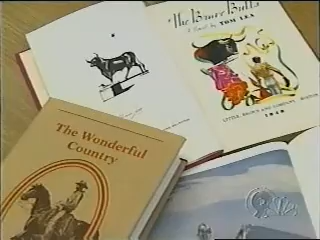 The Brave Bulls
A Novel by TOM LEA
LITTLE, BROWN AND COMPANY, BOSTON
1949
The Wonderful
Country